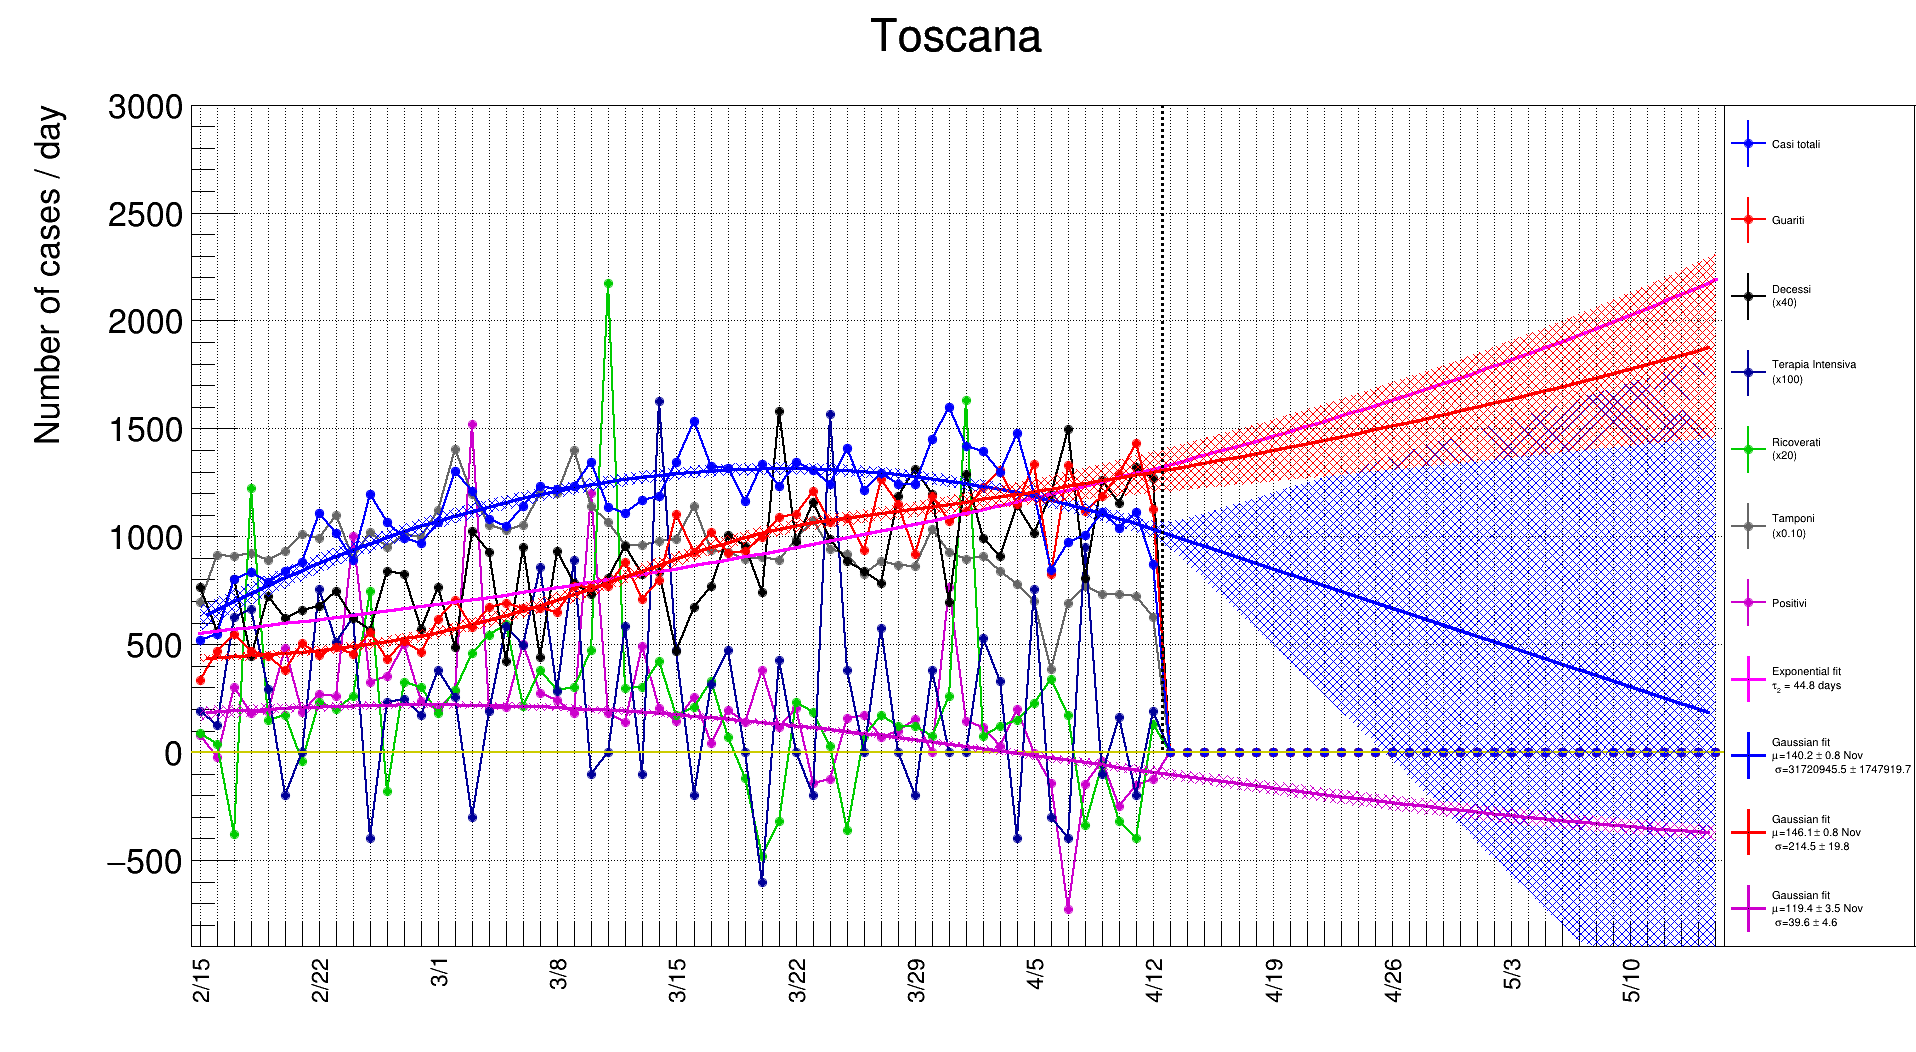 Toscana
Number of cases / day
3000
2500
2000
1500
1000
500
0
−500
2/15
2/22
3/1
3/8
3/15
3/22
3/29
4/5
4/12
4/19
4/26
5/3
5/10
Casi totali
Guariti
Decessi
(x40)
Terapia Intensiva
(x100)
Ricoverati
(x20)
Tamponi
(x0.10)
Positivi
Exponential fit
τ₂ = 44.8 days
Gaussian fit
μ=140.2 ± 0.8 Nov
σ=31720945.5 ± 1747919.7
Gaussian fit
μ=146.1 ± 0.8 Nov
σ=214.5 ± 19.8
Gaussian fit
μ=119.4 ± 3.5 Nov
σ=39.6 ± 4.6